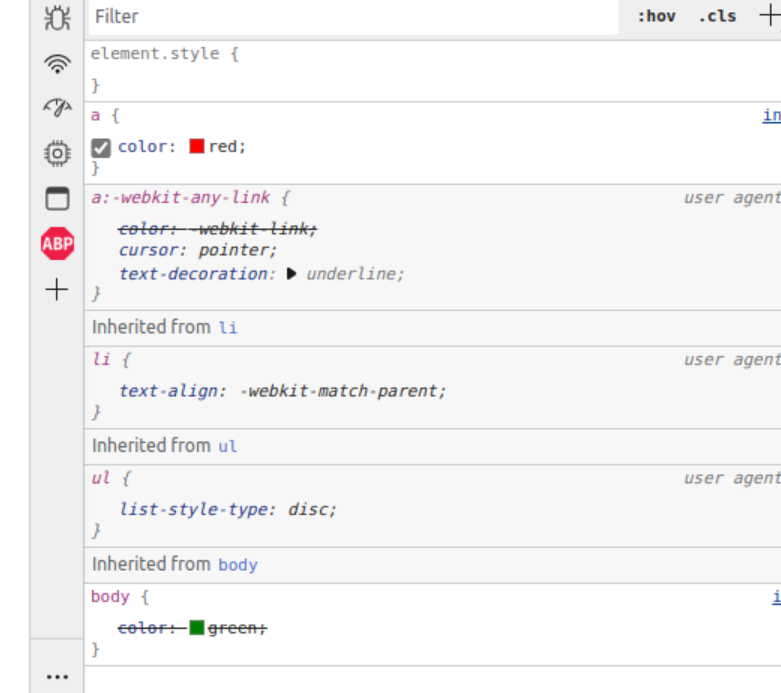 Filter :hov .cls
element.style {
}
a { in
color: red;
}
a:-webkit-any-link { user agent
color: -webkit-link;
cursor: pointer;
ABP
text-decoration: ▶ underline;
}
Inherited from li
li { user agent
text-align: -webkit-match-parent;
}
Inherited from ul
ul { user agent
list-style-type: disc;
}
Inherited from body
body { i
color: green;
}